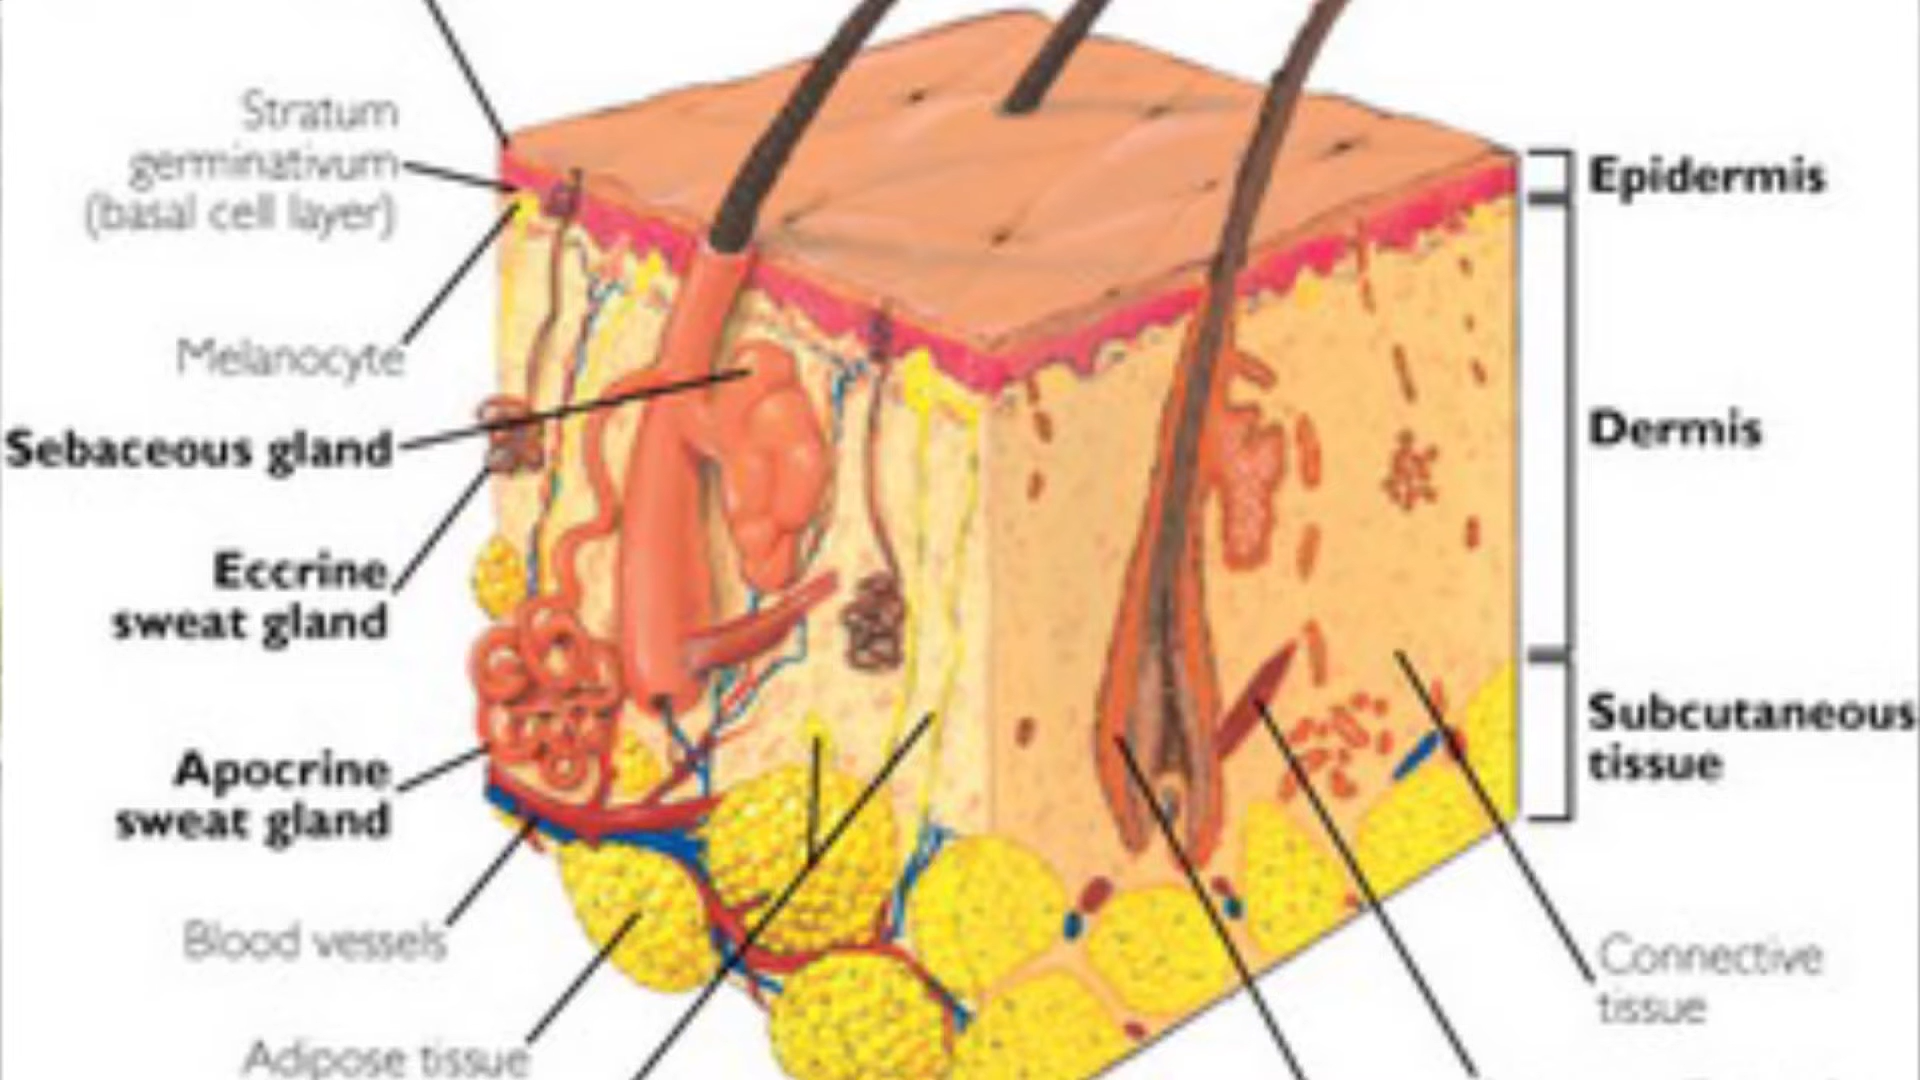 Stratum
germinativum
(basal cell layer)
Melanocyte
Sebaceous gland
Eccrine
sweat gland
Apocrine
sweat gland
Blood vessels
Adipose tissue
Epidermis
Dermis
Subcutaneous
tissue
Connective
tissue